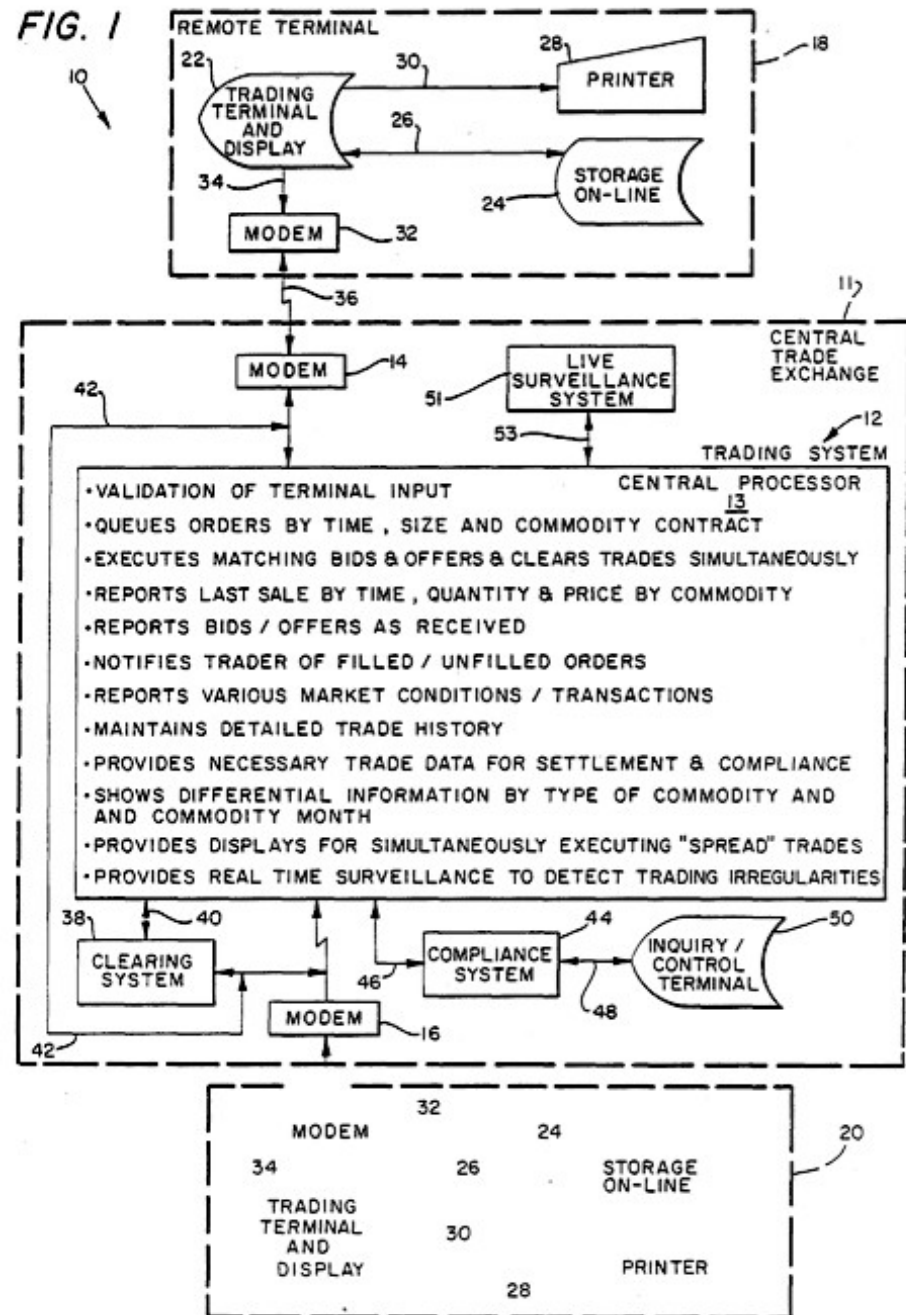 FIG. 1
REMOTE TERMINAL
10
22
TRADING
TERMINAL
AND
DISPLAY
30
28
PRINTER
18
26
34
24
STORAGE
ON-LINE
MODEM
32
36
11
CENTRAL
TRADE
EXCHANGE
MODEM
14
51
LIVE
SURVEILLANCE
SYSTEM
42
53
12
TRADING SYSTEM
CENTRAL PROCESSOR
13
•VALIDATION OF TERMINAL INPUT
•QUEUES ORDERS BY TIME, SIZE AND COMMODITY CONTRACT
•EXECUTES MATCHING BIDS & OFFERS & CLEARS TRADES SIMULTANEOUSLY
•REPORTS LAST SALE BY TIME, QUANTITY & PRICE BY COMMODITY
•REPORTS BIDS / OFFERS AS RECEIVED
•NOTIFIES TRADER OF FILLED / UNFILLED ORDERS
•REPORTS VARIOUS MARKET CONDITIONS / TRANSACTIONS
•MAINTAINS DETAILED TRADE HISTORY
•PROVIDES NECESSARY TRADE DATA FOR SETTLEMENT & COMPLIANCE
•SHOWS DIFFERENTIAL INFORMATION BY TYPE OF COMMODITY AND
AND COMMODITY MONTH
•PROVIDES DISPLAYS FOR SIMULTANEOUSLY EXECUTING "SPREAD" TRADES
•PROVIDES REAL TIME SURVEILLANCE TO DETECT TRADING IRREGULARITIES
38
40
44
50
CLEARING
SYSTEM
46
COMPLIANCE
SYSTEM
48
INQUIRY /
CONTROL
TERMINAL
42
MODEM
16
32
MODEM
24
20
34
26
STORAGE
ON-LINE
TRADING
TERMINAL
AND
DISPLAY
30
PRINTER
28